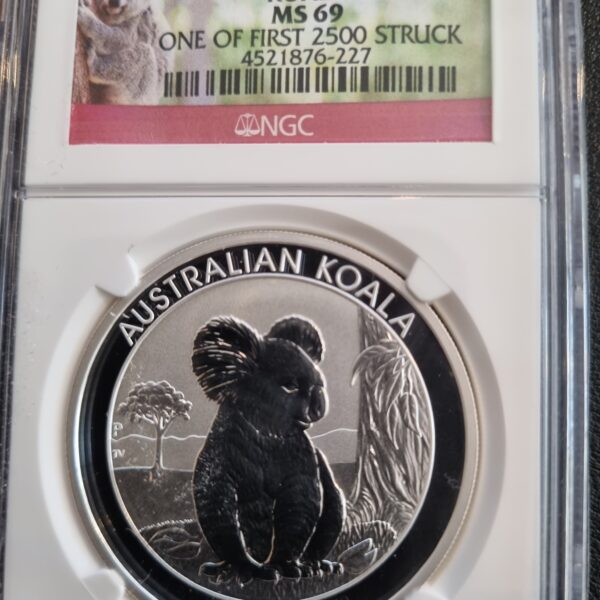 MS 69
ONE OF FIRST 2500 STRUCK
4521876-227
NGC
AUSTRALIAN KOALA
P